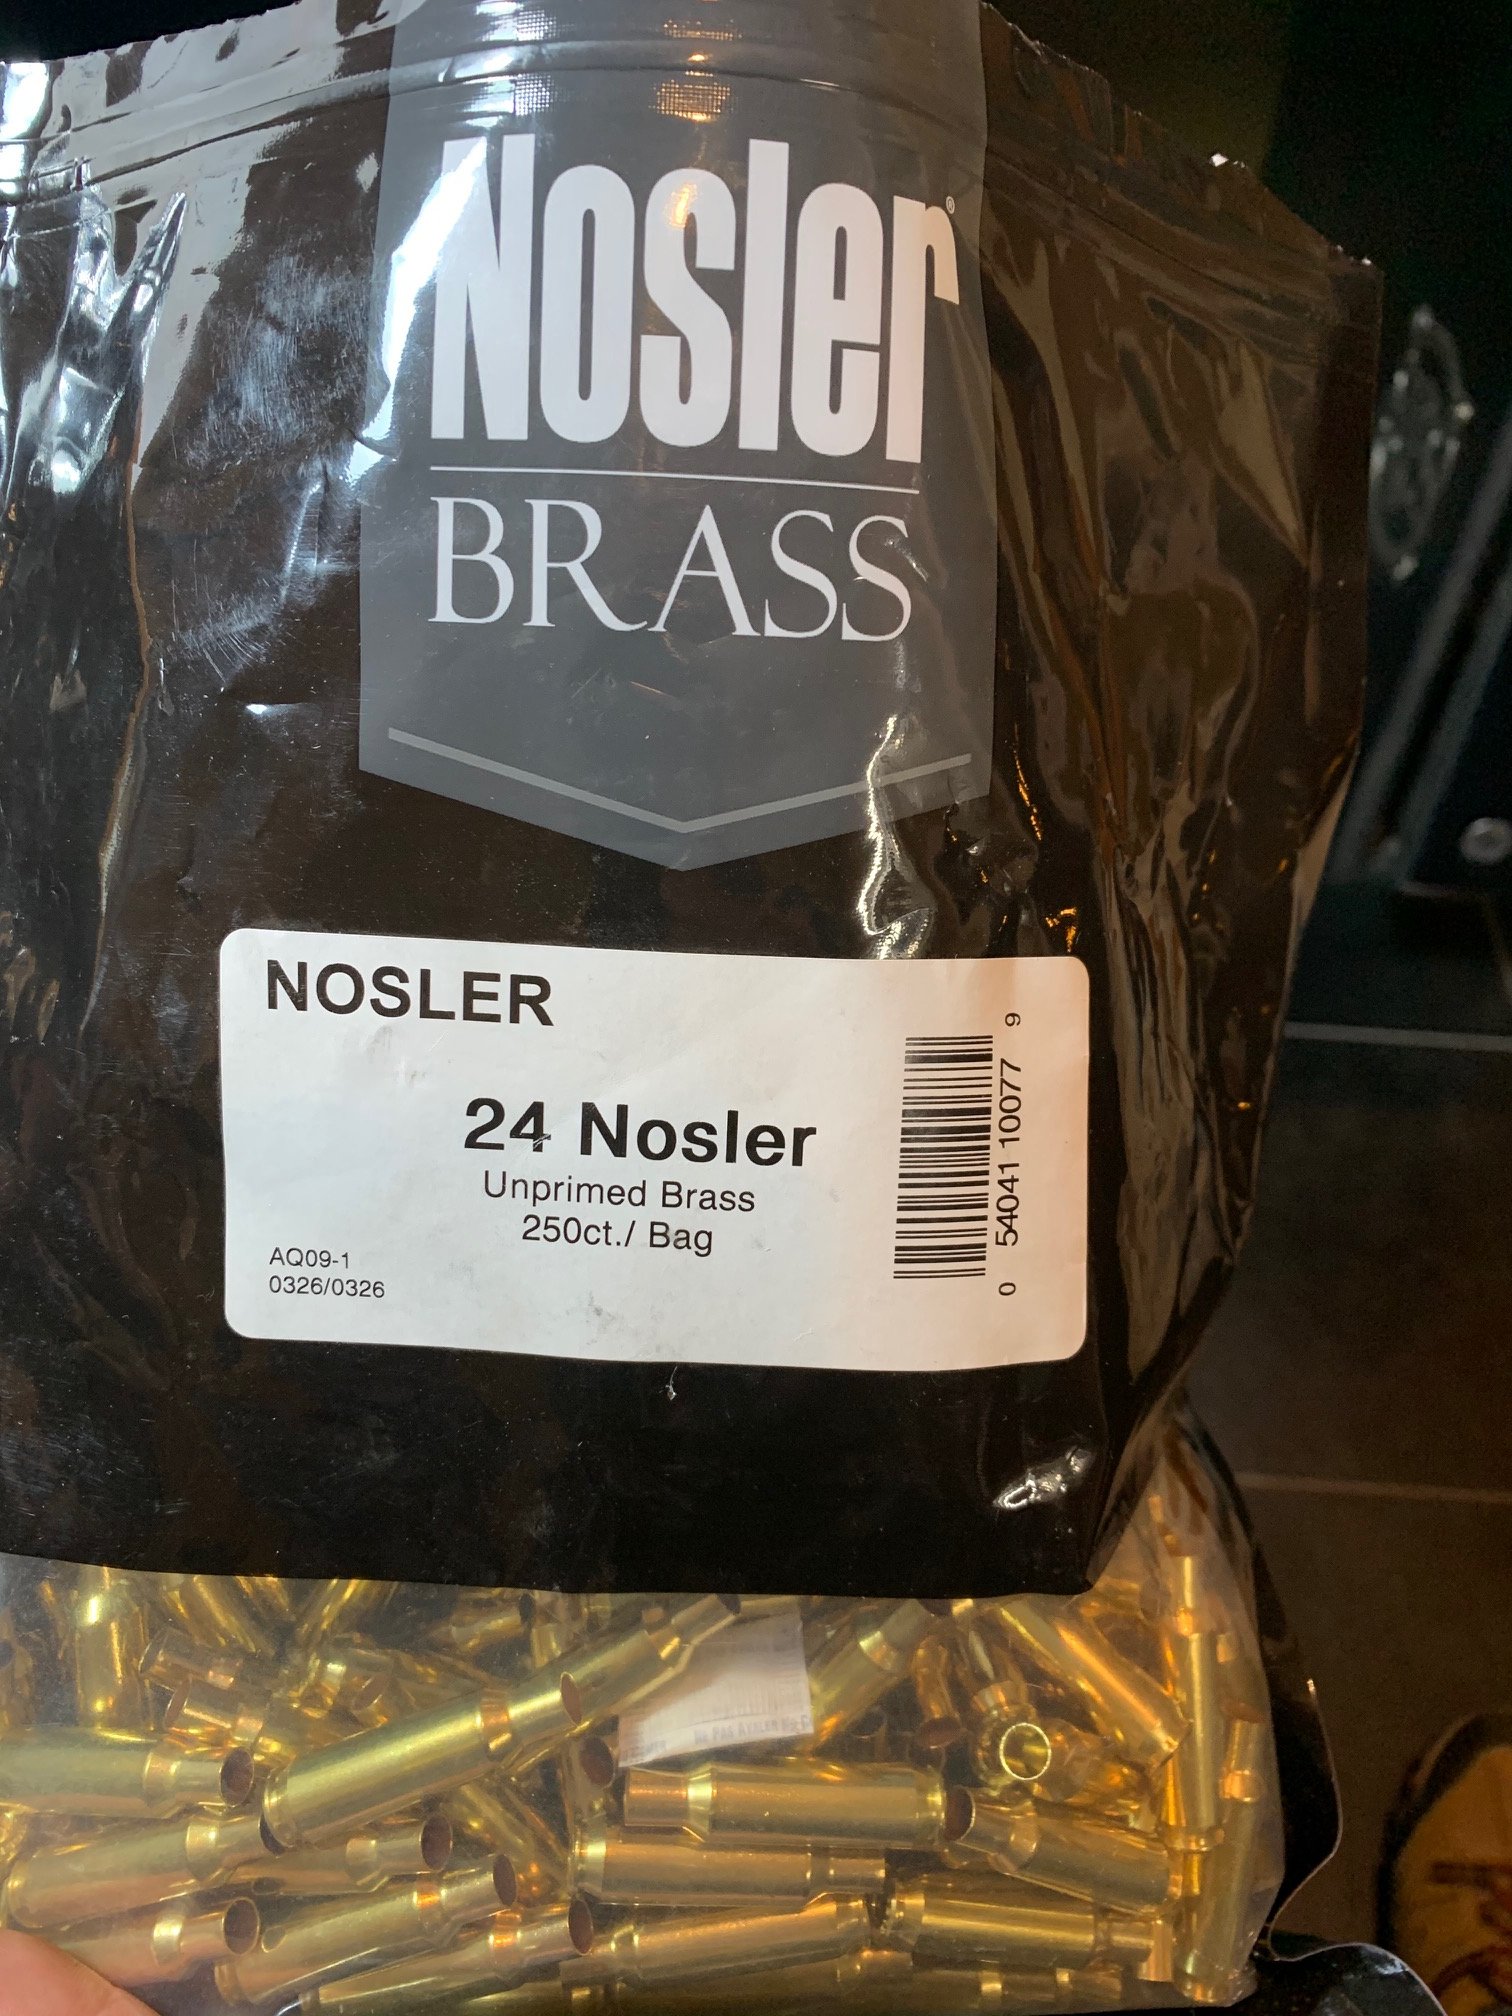 Nosler®
BRASS
NOSLER
24 Nosler
Unprimed Brass
250ct./ Bag
AQ09-1
0326/0326
0 54041 10077 9